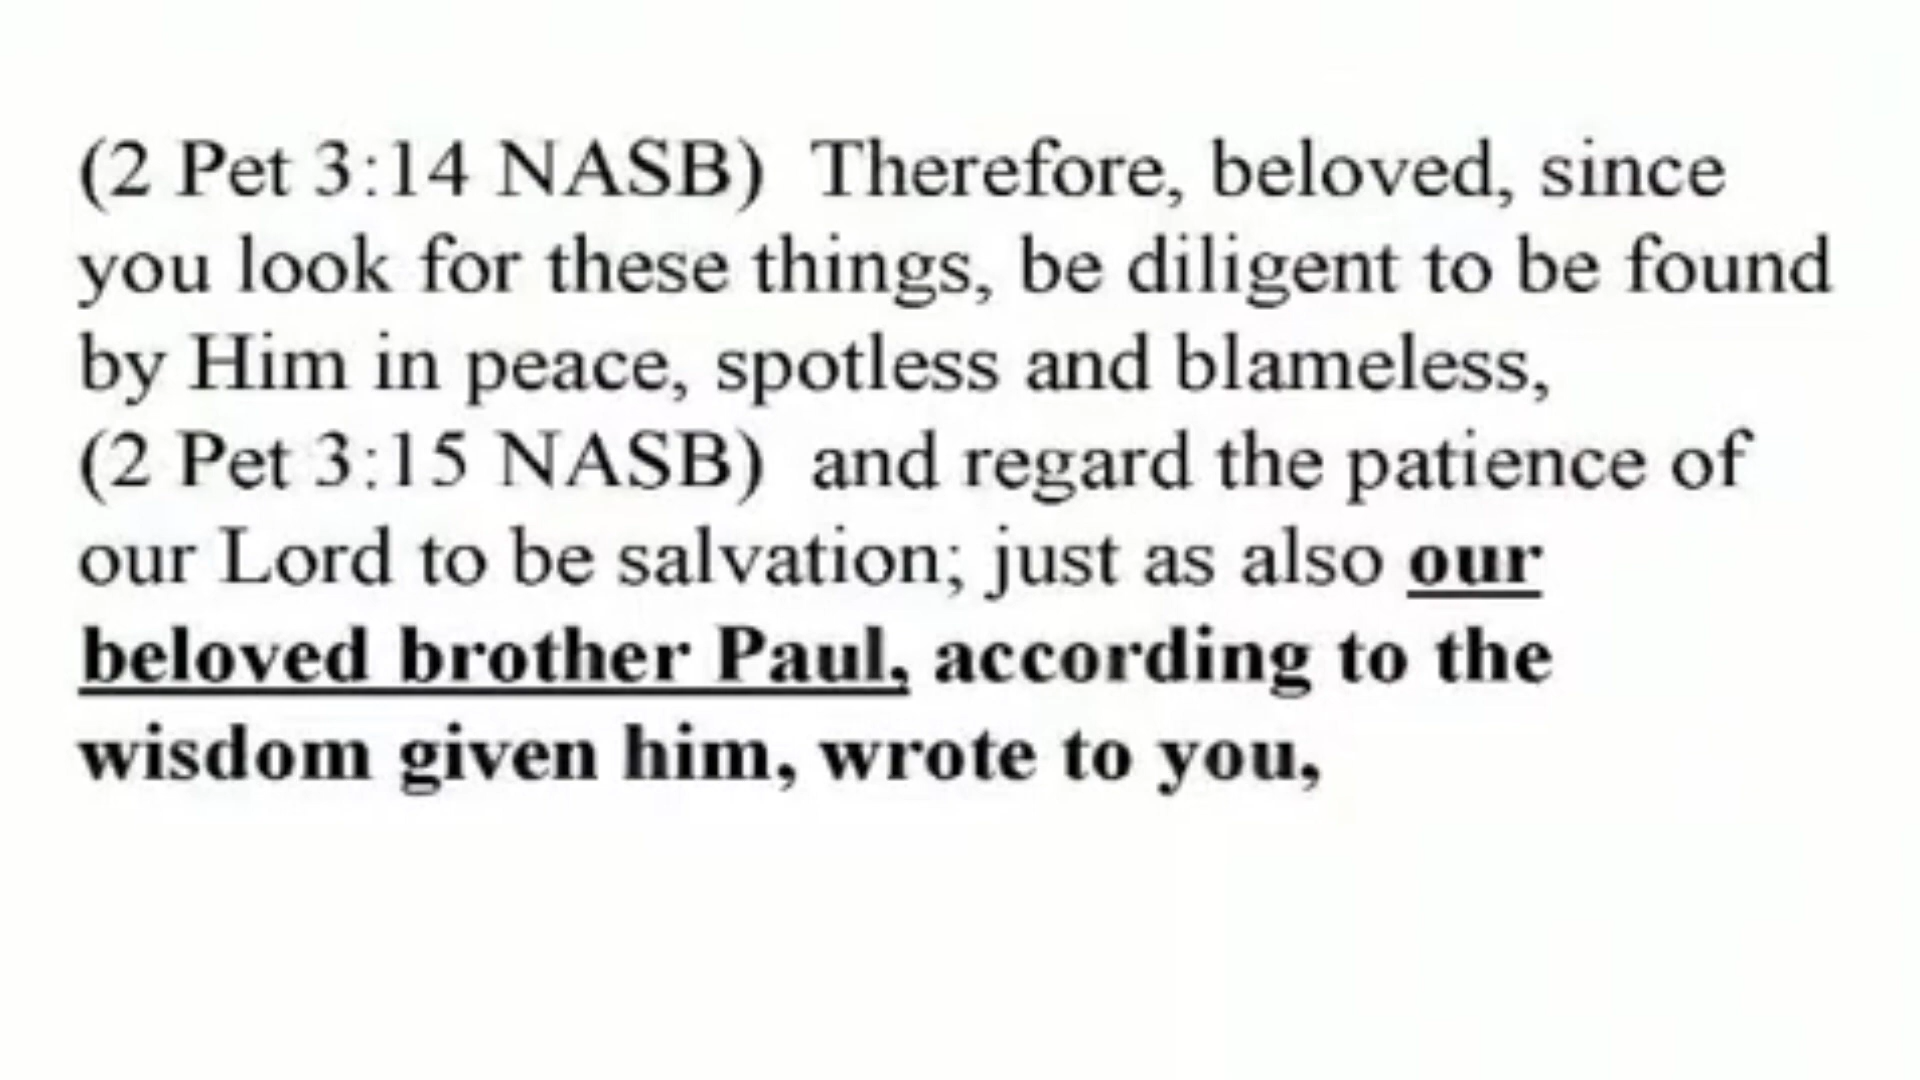 (2 Pet 3:14 NASB)  Therefore, beloved, since
you look for these things, be diligent to be found
by Him in peace, spotless and blameless,
(2 Pet 3:15 NASB)  and regard the patience of
our Lord to be salvation; just as also our
beloved brother Paul, according to the
wisdom given him, wrote to you,